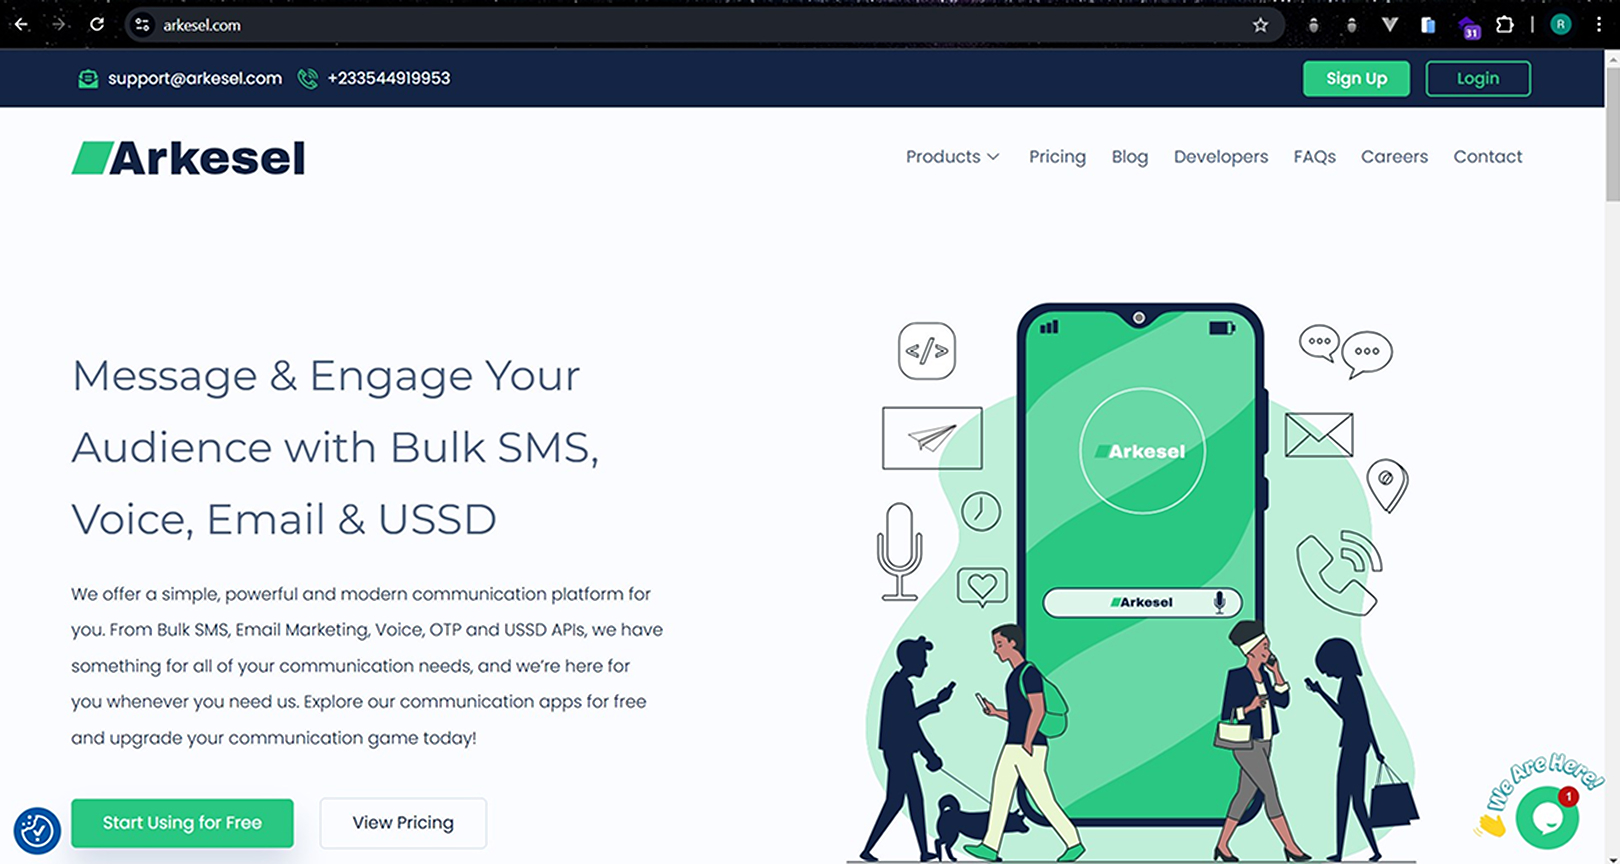 arkesel.com
31
R
support@arkesel.com +233544919953
Sign Up Login
Arkesel
Products Pricing Blog Developers FAQs Careers Contact
Message & Engage Your
Audience with Bulk SMS,
Voice, Email & USSD
We offer a simple, powerful and modern communication platform for
you. From Bulk SMS, Email Marketing, Voice, OTP and USSD APIs, we have
something for all of your communication needs, and we’re here for
you whenever you need us. Explore our communication apps for free
and upgrade your communication game today!
Start Using for Free View Pricing
</>
Arkesel
Arkesel
We Are Here!
1